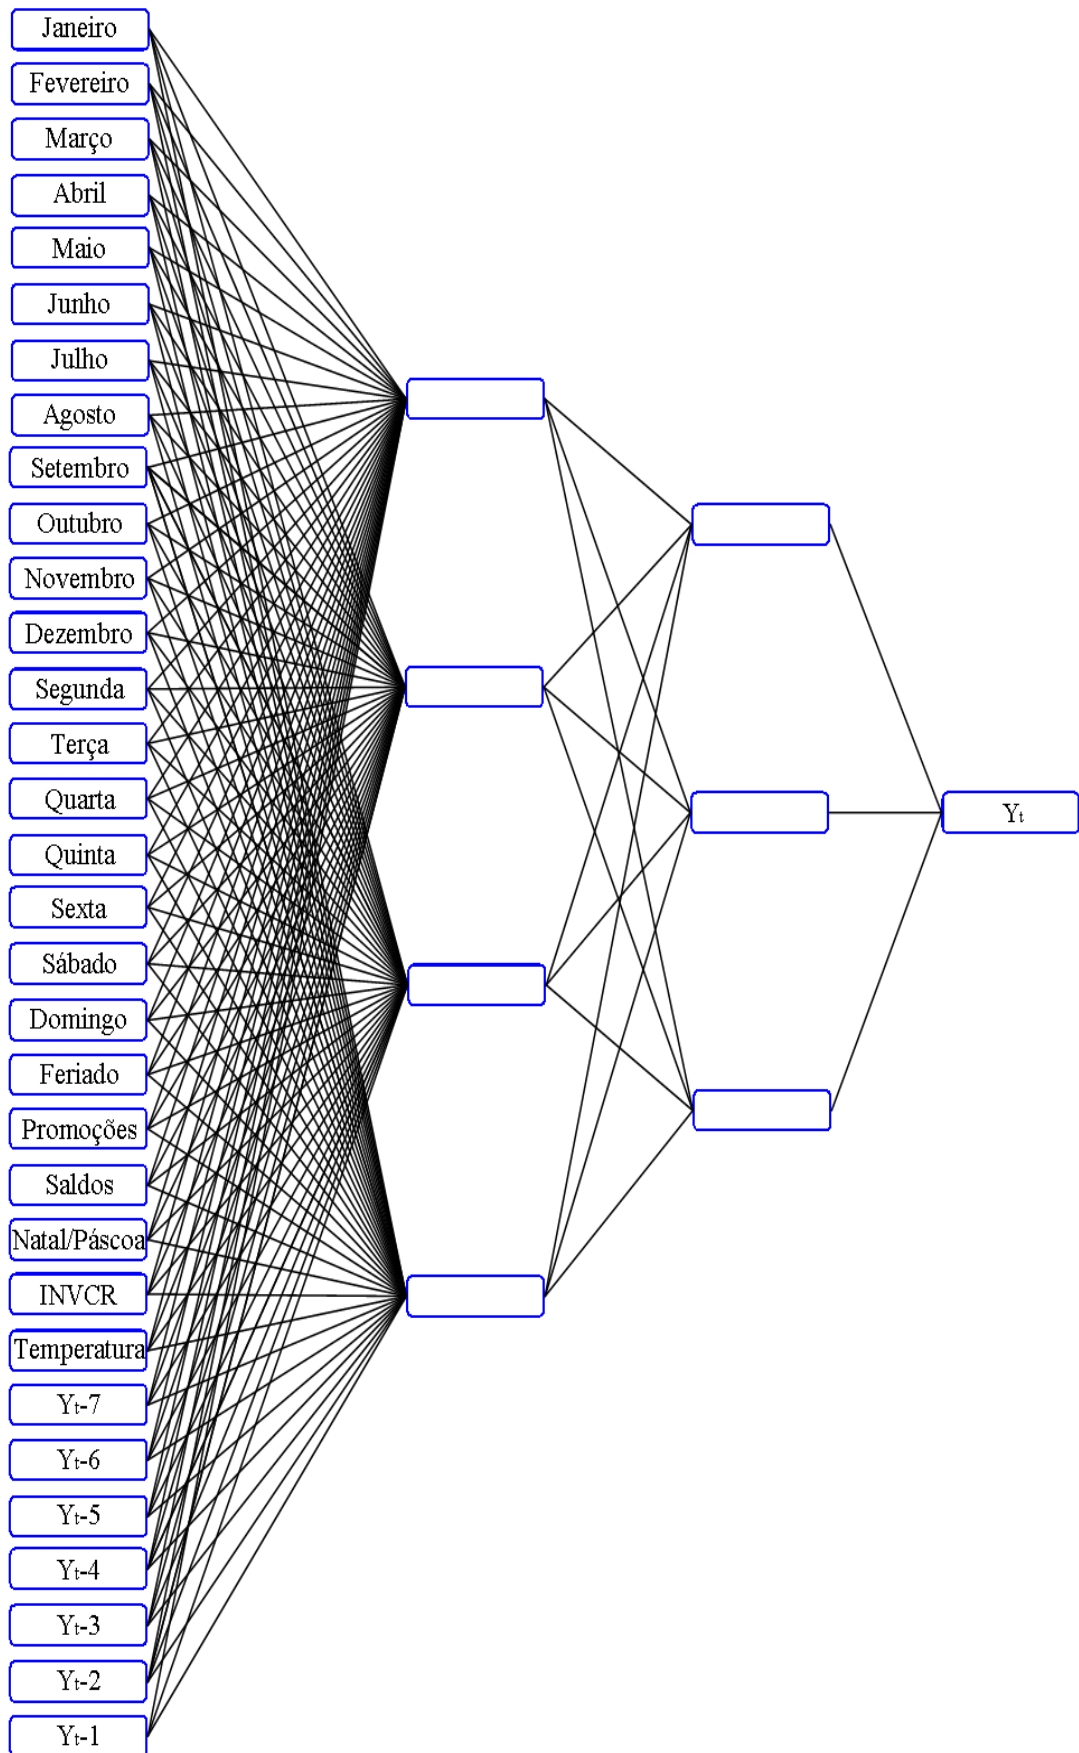 Janeiro
Fevereiro
Março
Abril
Maio
Junho
Julho
Agosto
Setembro
Outubro
Novembro
Dezembro
Segunda
Terça
Quarta
Quinta
Sexta
Sábado
Domingo
Feriado
Promoções
Saldos
Natal/Páscoa
INVCR
Temperatura
Yt-7
Yt-6
Yt-5
Yt-4
Yt-3
Yt-2
Yt-1
Yt